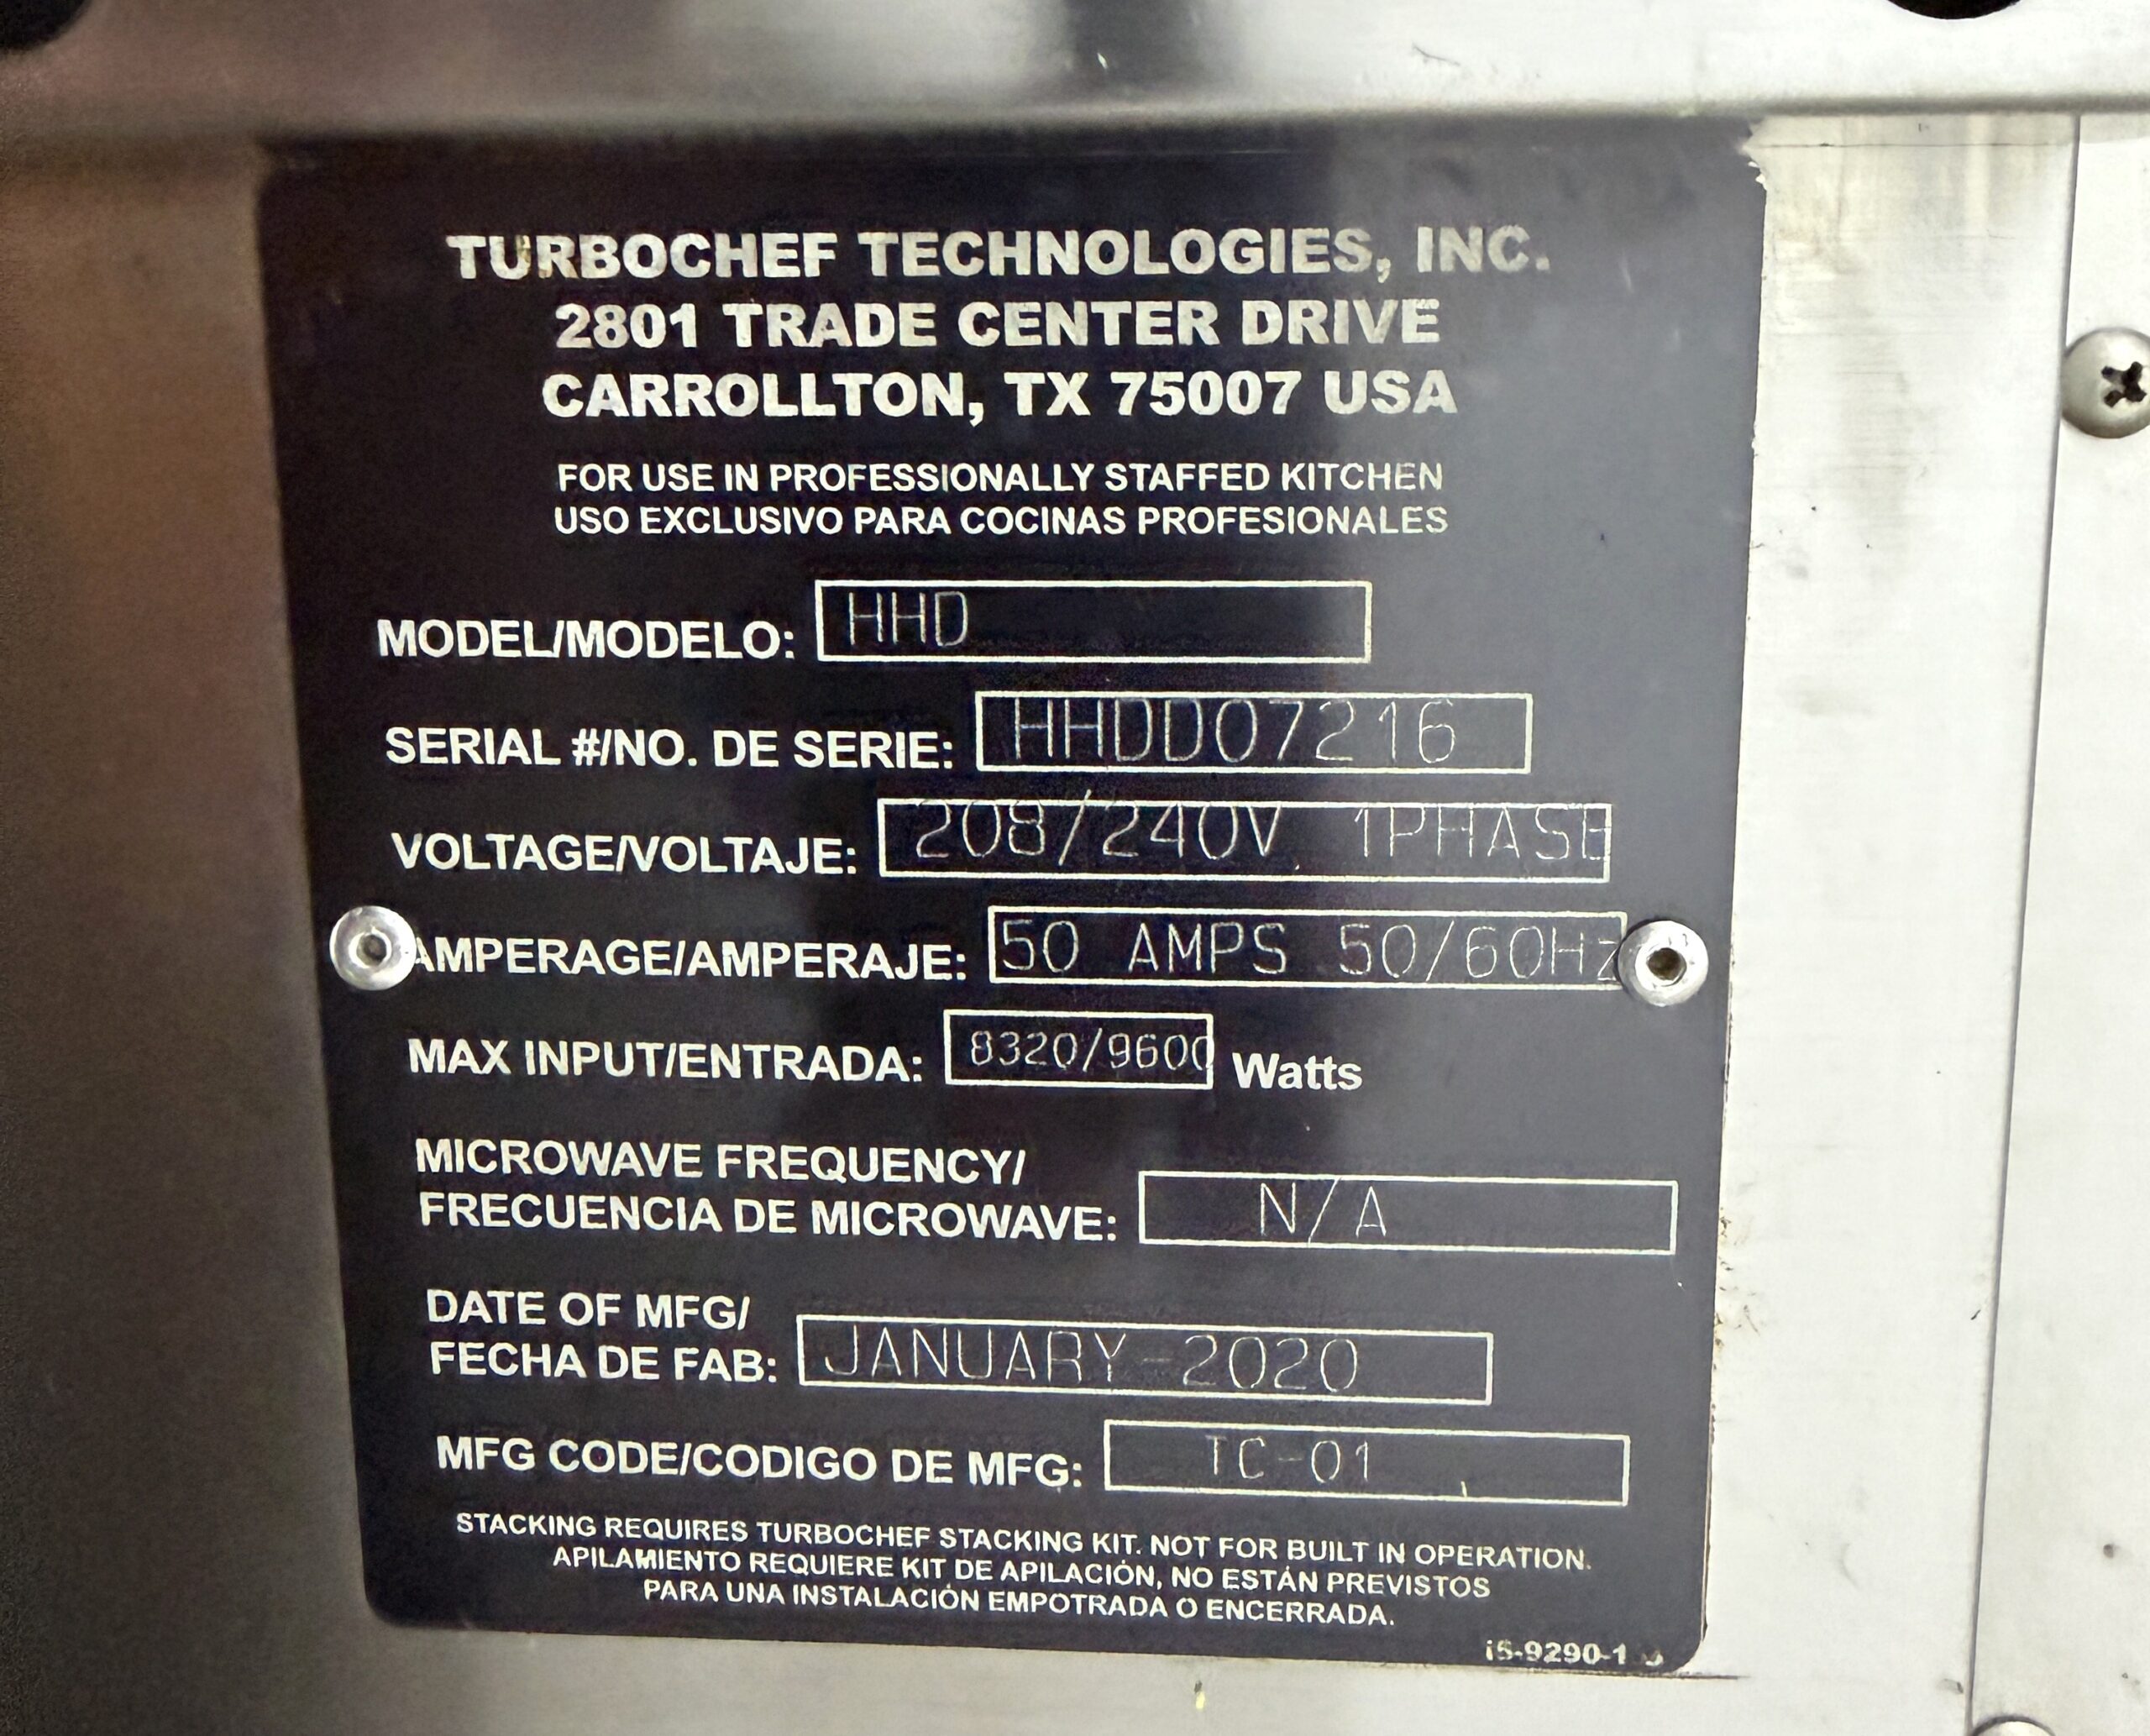 TURBOCHEF TECHNOLOGIES, INC.
2801 TRADE CENTER DRIVE
CARROLLTON, TX 75007 USA
FOR USE IN PROFESSIONALLY STAFFED KITCHEN
USO EXCLUSIVO PARA COCINAS PROFESIONALES
MODEL/MODELO: HHD
SERIAL #/NO. DE SERIE: HHDD07216
VOLTAGE/VOLTAJE: 208/240V 1PHASE
AMPERAGE/AMPERAJE: 50 AMPS 50/60Hz
MAX INPUT/ENTRADA: 8320/9600 Watts
MICROWAVE FREQUENCY/
FRECUENCIA DE MICROWAVE: N/A
DATE OF MFG/
FECHA DE FAB: JANUARY-2020
MFG CODE/CODIGO DE MFG: TC-01
STACKING REQUIRES TURBOCHEF STACKING KIT. NOT FOR BUILT IN OPERATION.
APILAMIENTO REQUIERE KIT DE APILACIÓN, NO ESTÁN PREVISTOS
PARA UNA INSTALACIÓN EMPOTRADA O ENCERRADA.